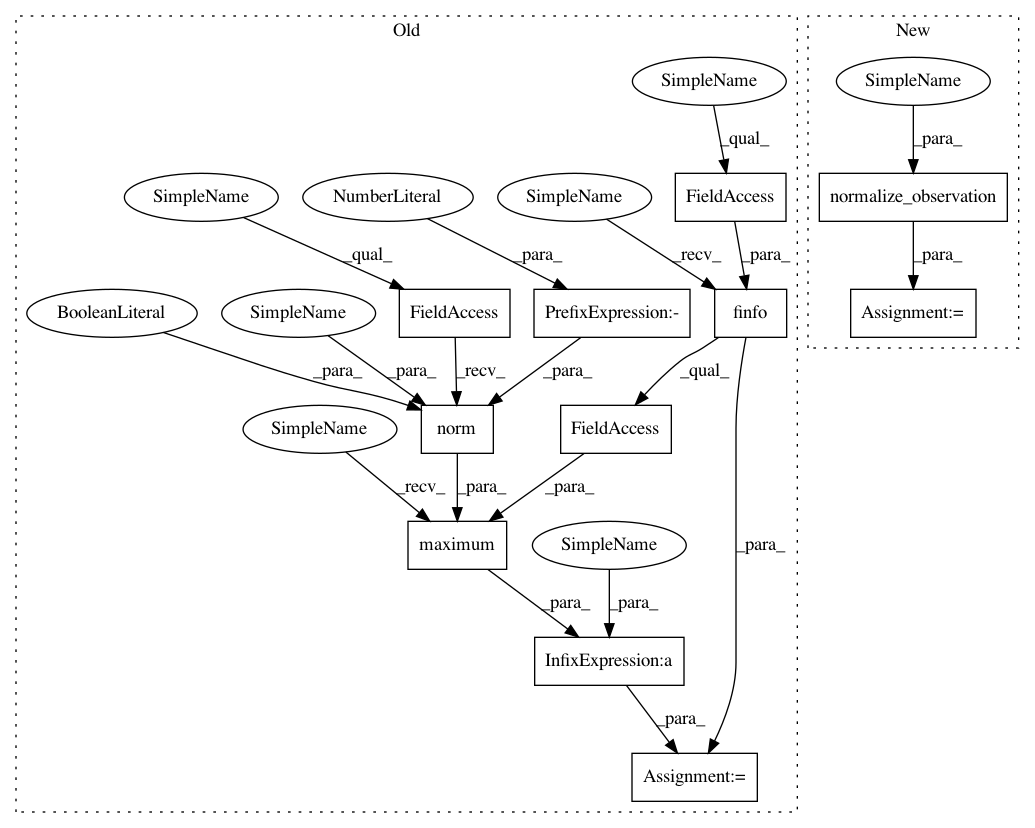 Old
New
SimpleName
SimpleName
_qual_
_para_
SimpleName
NumberLiteral
SimpleName
FieldAccess
normalize_observation
_qual_
_para_
_recv_
_para_
_para_
BooleanLiteral
SimpleName
FieldAccess
PrefixExpression:-
finfo
Assignment:=
_para_
_para_
_recv_
_para_
_qual_
SimpleName
norm
FieldAccess
_recv_
_para_
_para_
maximum
SimpleName
_para_
_para_
_para_
InfixExpression:a
_para_
Assignment:=